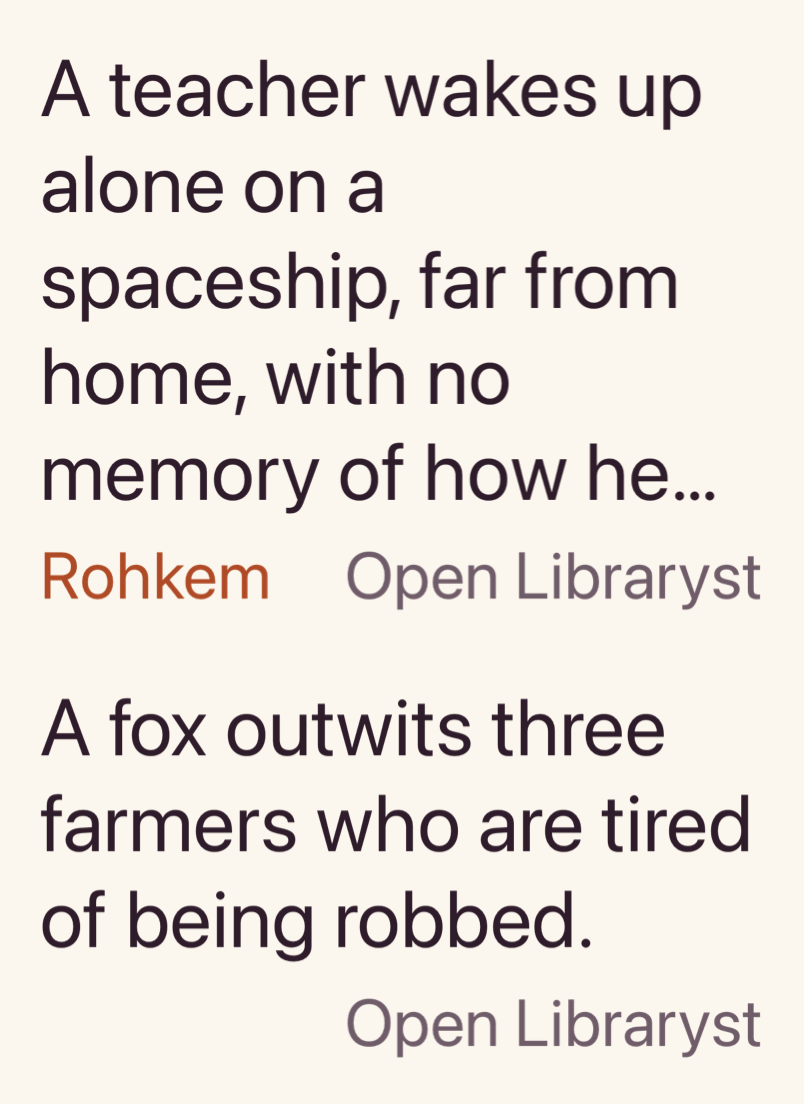 A teacher wakes up
alone on a
spaceship, far from
home, with no
memory of how he…
Rohkem Open Libraryst
A fox outwits three
farmers who are tired
of being robbed.
Open Libraryst